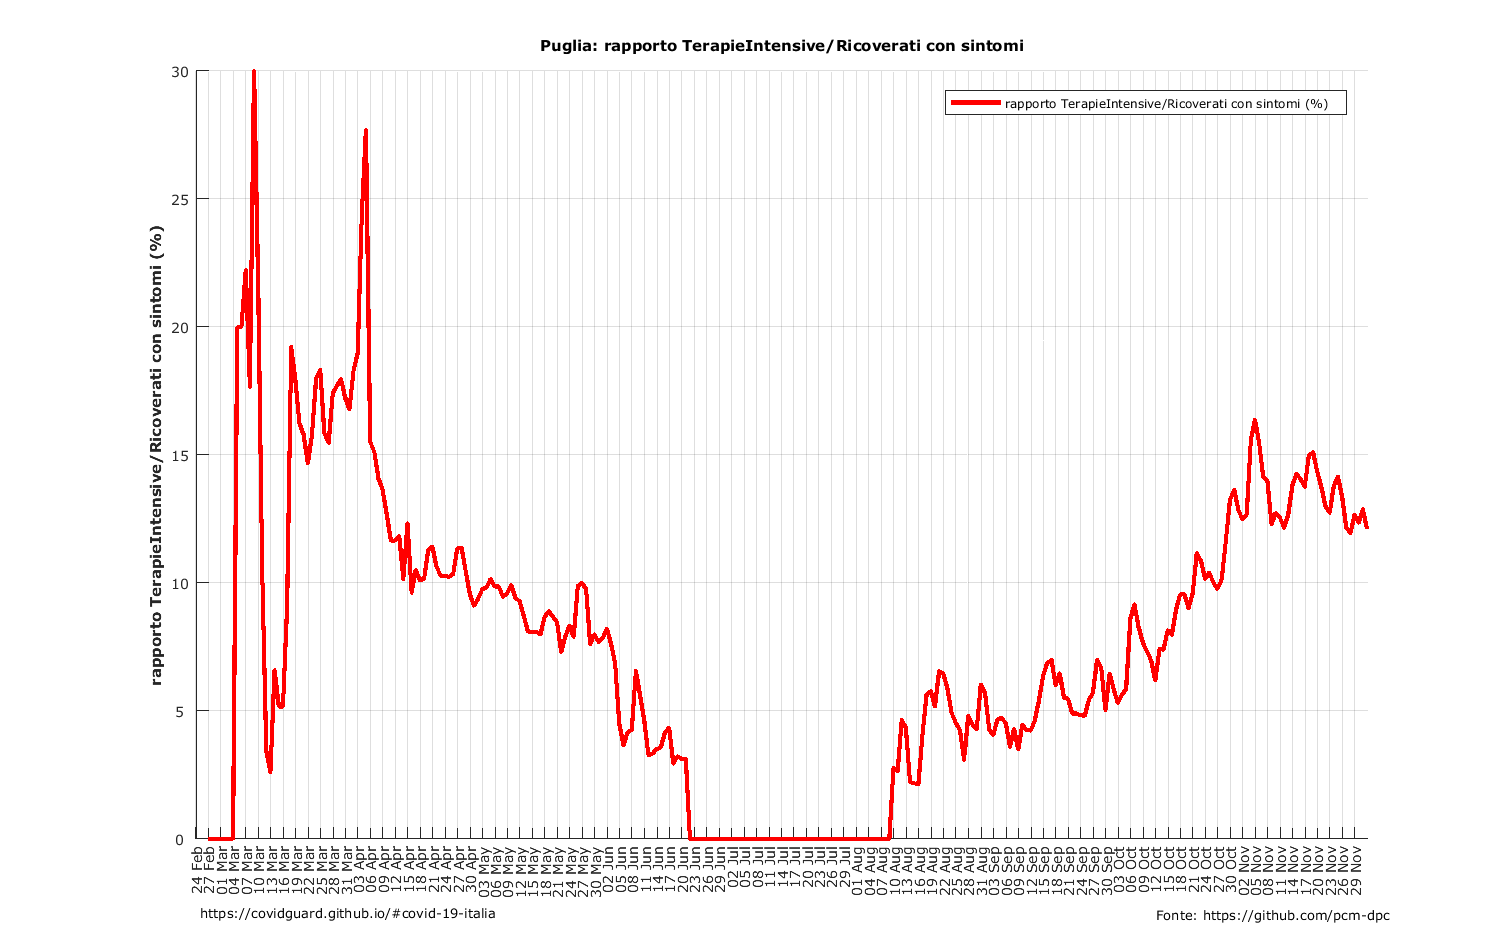 Puglia: rapporto TerapieIntensive/Ricoverati con sintomi
rapporto TerapieIntensive/Ricoverati con sintomi (%)
rapporto TerapieIntensive/Ricoverati con sintomi (%)
30
25
20
15
10
5
0
24 Feb
27 Feb
01 Mar
04 Mar
07 Mar
10 Mar
13 Mar
16 Mar
19 Mar
22 Mar
25 Mar
28 Mar
31 Mar
03 Apr
06 Apr
09 Apr
12 Apr
15 Apr
18 Apr
21 Apr
24 Apr
27 Apr
30 Apr
03 May
06 May
09 May
12 May
15 May
18 May
21 May
24 May
27 May
30 May
02 Jun
05 Jun
08 Jun
11 Jun
14 Jun
17 Jun
20 Jun
23 Jun
26 Jun
29 Jun
02 Jul
05 Jul
08 Jul
11 Jul
14 Jul
17 Jul
20 Jul
23 Jul
26 Jul
29 Jul
01 Aug
04 Aug
07 Aug
10 Aug
13 Aug
16 Aug
19 Aug
22 Aug
25 Aug
28 Aug
31 Aug
03 Sep
06 Sep
09 Sep
12 Sep
15 Sep
18 Sep
21 Sep
24 Sep
27 Sep
30 Sep
03 Oct
06 Oct
09 Oct
12 Oct
15 Oct
18 Oct
21 Oct
24 Oct
27 Oct
30 Oct
02 Nov
05 Nov
08 Nov
11 Nov
14 Nov
17 Nov
20 Nov
23 Nov
26 Nov
29 Nov
https://covidguard.github.io/#covid-19-italia
Fonte: https://github.com/pcm-dpc